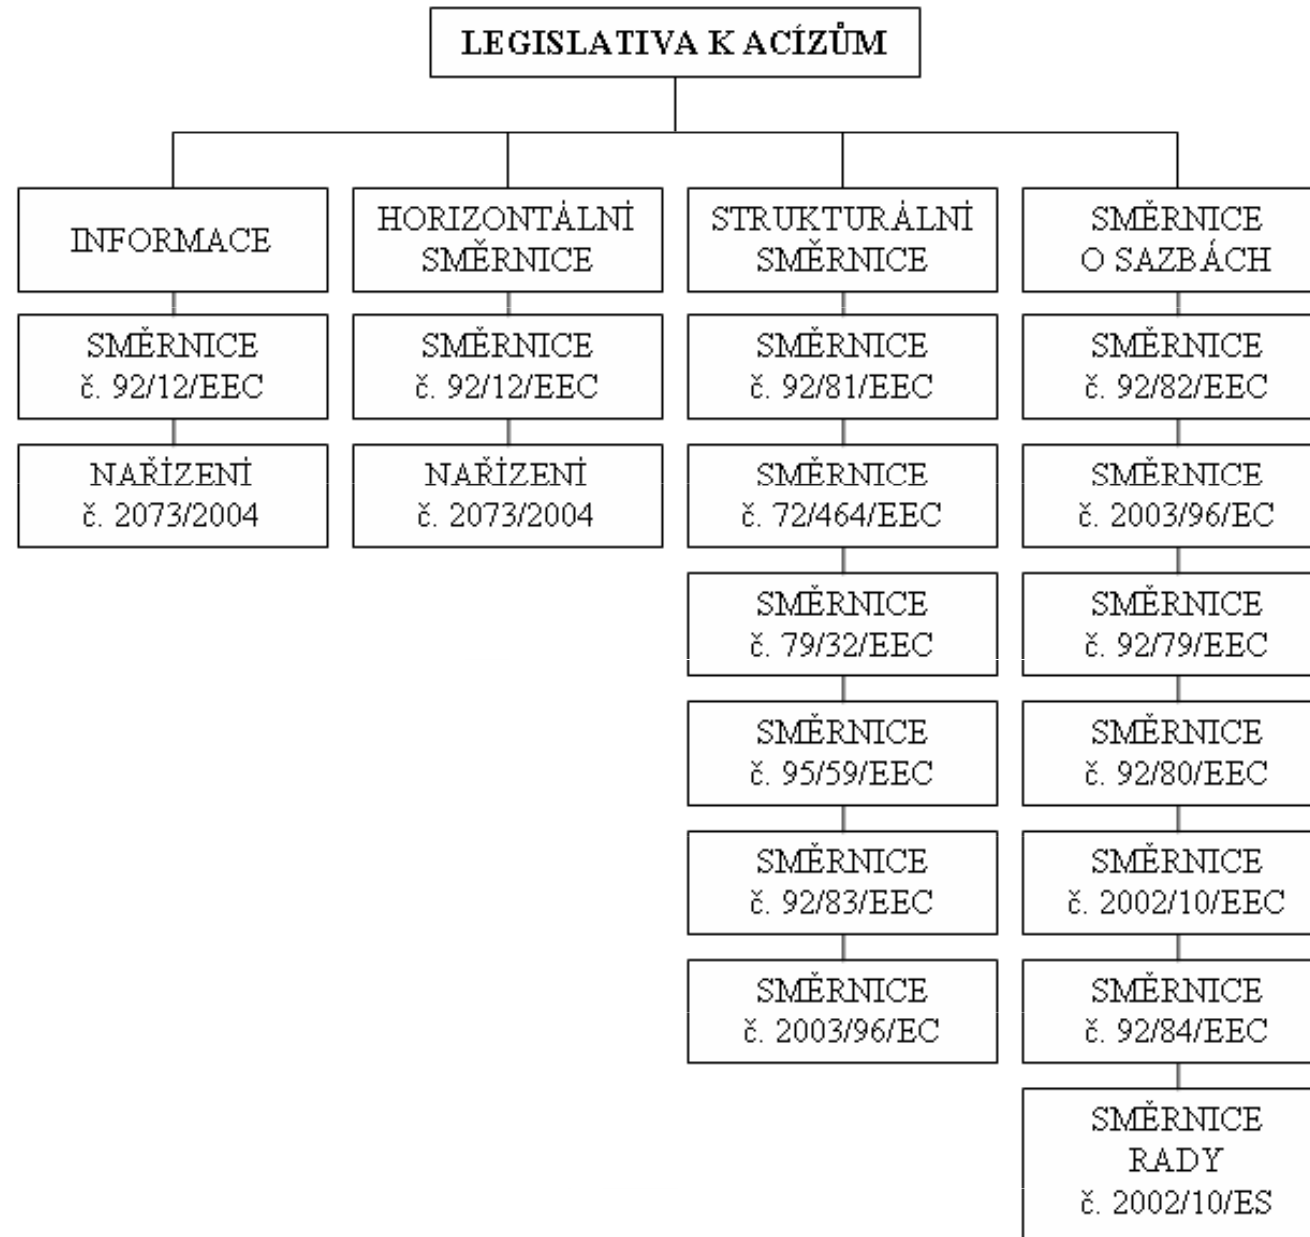 LEGISLATIVA K ACÍZŮM
INFORMACE
SMĚRNICE
č. 92/12/EEC
NAŘÍZENÍ
č. 2073/2004
HORIZONTÁLNÍ
SMĚRNICE
SMĚRNICE
č. 92/12/EEC
NAŘÍZENÍ
č. 2073/2004
STRUKTURÁLNÍ
SMĚRNICE
SMĚRNICE
č. 92/81/EEC
SMĚRNICE
č. 72/464/EEC
SMĚRNICE
č. 79/32/EEC
SMĚRNICE
č. 95/59/EEC
SMĚRNICE
č. 92/83/EEC
SMĚRNICE
č. 2003/96/EC
SMĚRNICE
O SAZBÁCH
SMĚRNICE
č. 92/82/EEC
SMĚRNICE
č. 2003/96/EC
SMĚRNICE
č. 92/79/EEC
SMĚRNICE
č. 92/80/EEC
SMĚRNICE
č. 2002/10/EEC
SMĚRNICE
č. 92/84/EEC
SMĚRNICE
RADY
č. 2002/10/ES